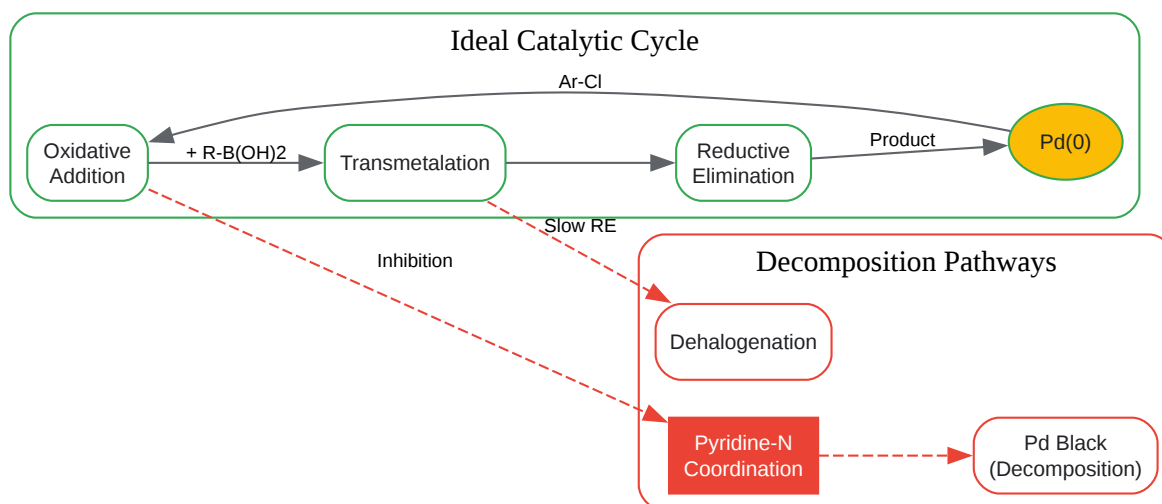 Ideal Catalytic Cycle
Ar-Cl
Oxidative
Addition
+ R-B(OH)2
Transmetalation
Reductive
Elimination
Product
Pd(0)
Slow RE
Inhibition
Decomposition Pathways
Dehalogenation
Pyridine-N
Coordination
Pd Black
(Decomposition)